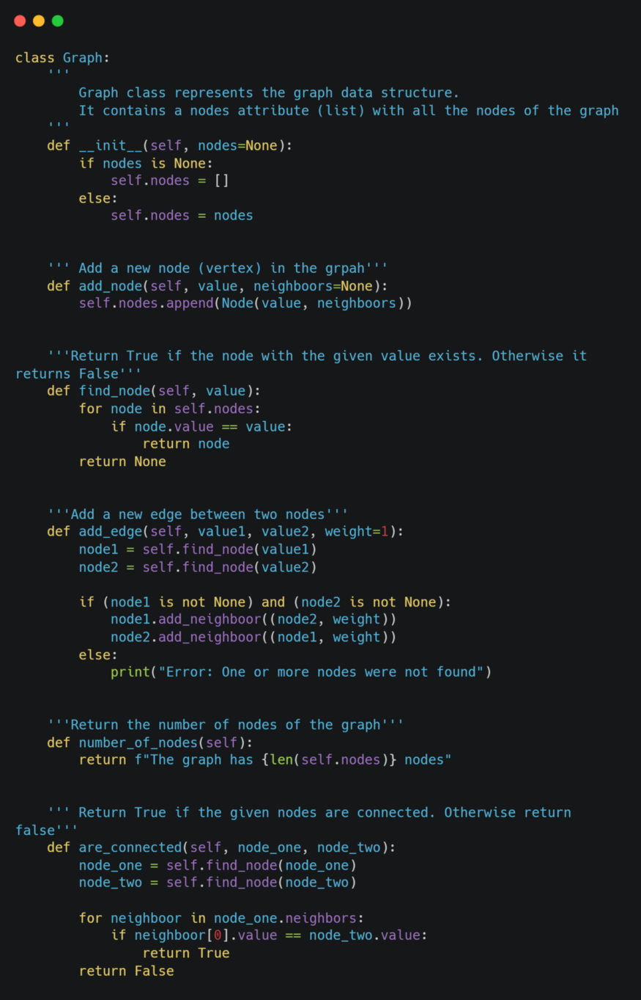 class Graph:
    '''
        Graph class represents the graph data structure.
        It contains a nodes attribute (list) with all the nodes of the graph
    '''
    def __init__(self, nodes=None):
        if nodes is None:
            self.nodes = []
        else:
            self.nodes = nodes
    ''' Add a new node (vertex) in the grpah'''
    def add_node(self, value, neighboors=None):
        self.nodes.append(Node(value, neighboors))
    '''Return True if the node with the given value exists. Otherwise it
returns False'''
    def find_node(self, value):
        for node in self.nodes:
            if node.value == value:
                return node
        return None
    '''Add a new edge between two nodes'''
    def add_edge(self, value1, value2, weight=1):
        node1 = self.find_node(value1)
        node2 = self.find_node(value2)
        if (node1 is not None) and (node2 is not None):
            node1.add_neighboor((node2, weight))
            node2.add_neighboor((node1, weight))
        else:
            print("Error: One or more nodes were not found")
    '''Return the number of nodes of the graph'''
    def number_of_nodes(self):
        return f"The graph has {len(self.nodes)} nodes"
    ''' Return True if the given nodes are connected. Otherwise return
false'''
    def are_connected(self, node_one, node_two):
        node_one = self.find_node(node_one)
        node_two = self.find_node(node_two)
        for neighboor in node_one.neighbors:
            if neighboor[0].value == node_two.value:
                return True
        return False